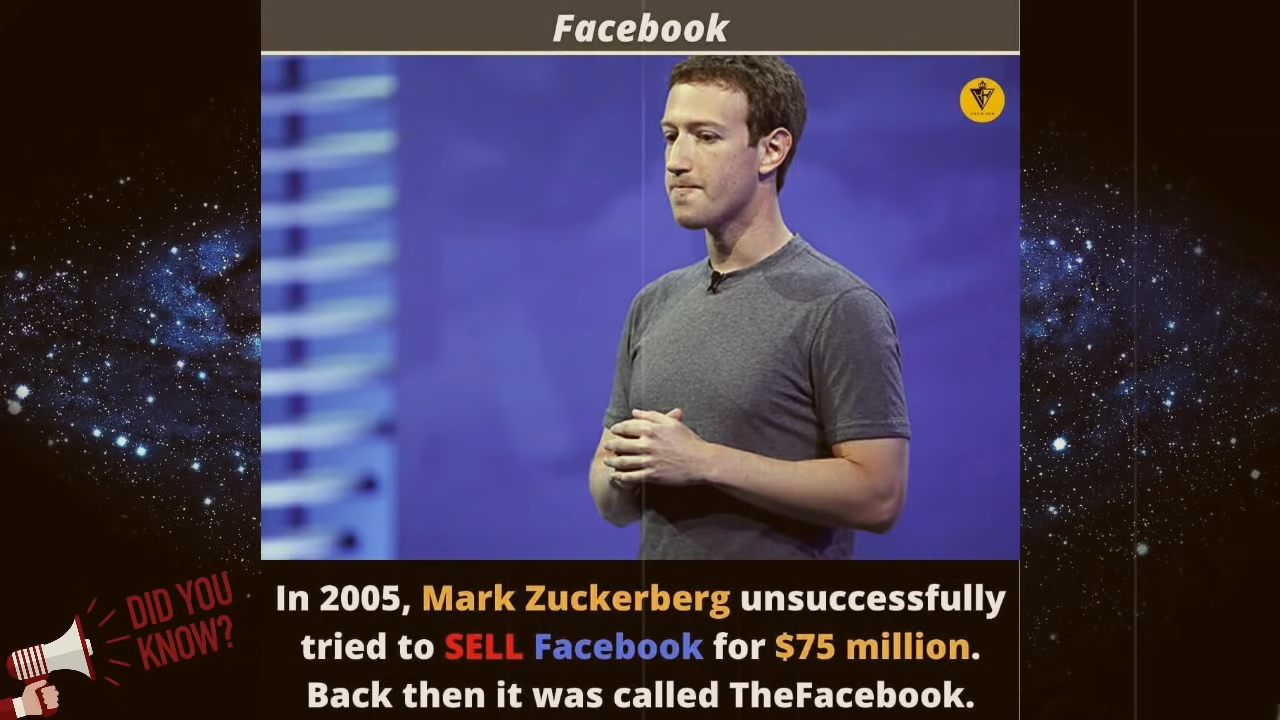 Facebook
In 2005, Mark Zuckerberg unsuccessfully
tried to SELL Facebook for $75 million.
Back then it was called TheFacebook.
DID YOU
KNOW?